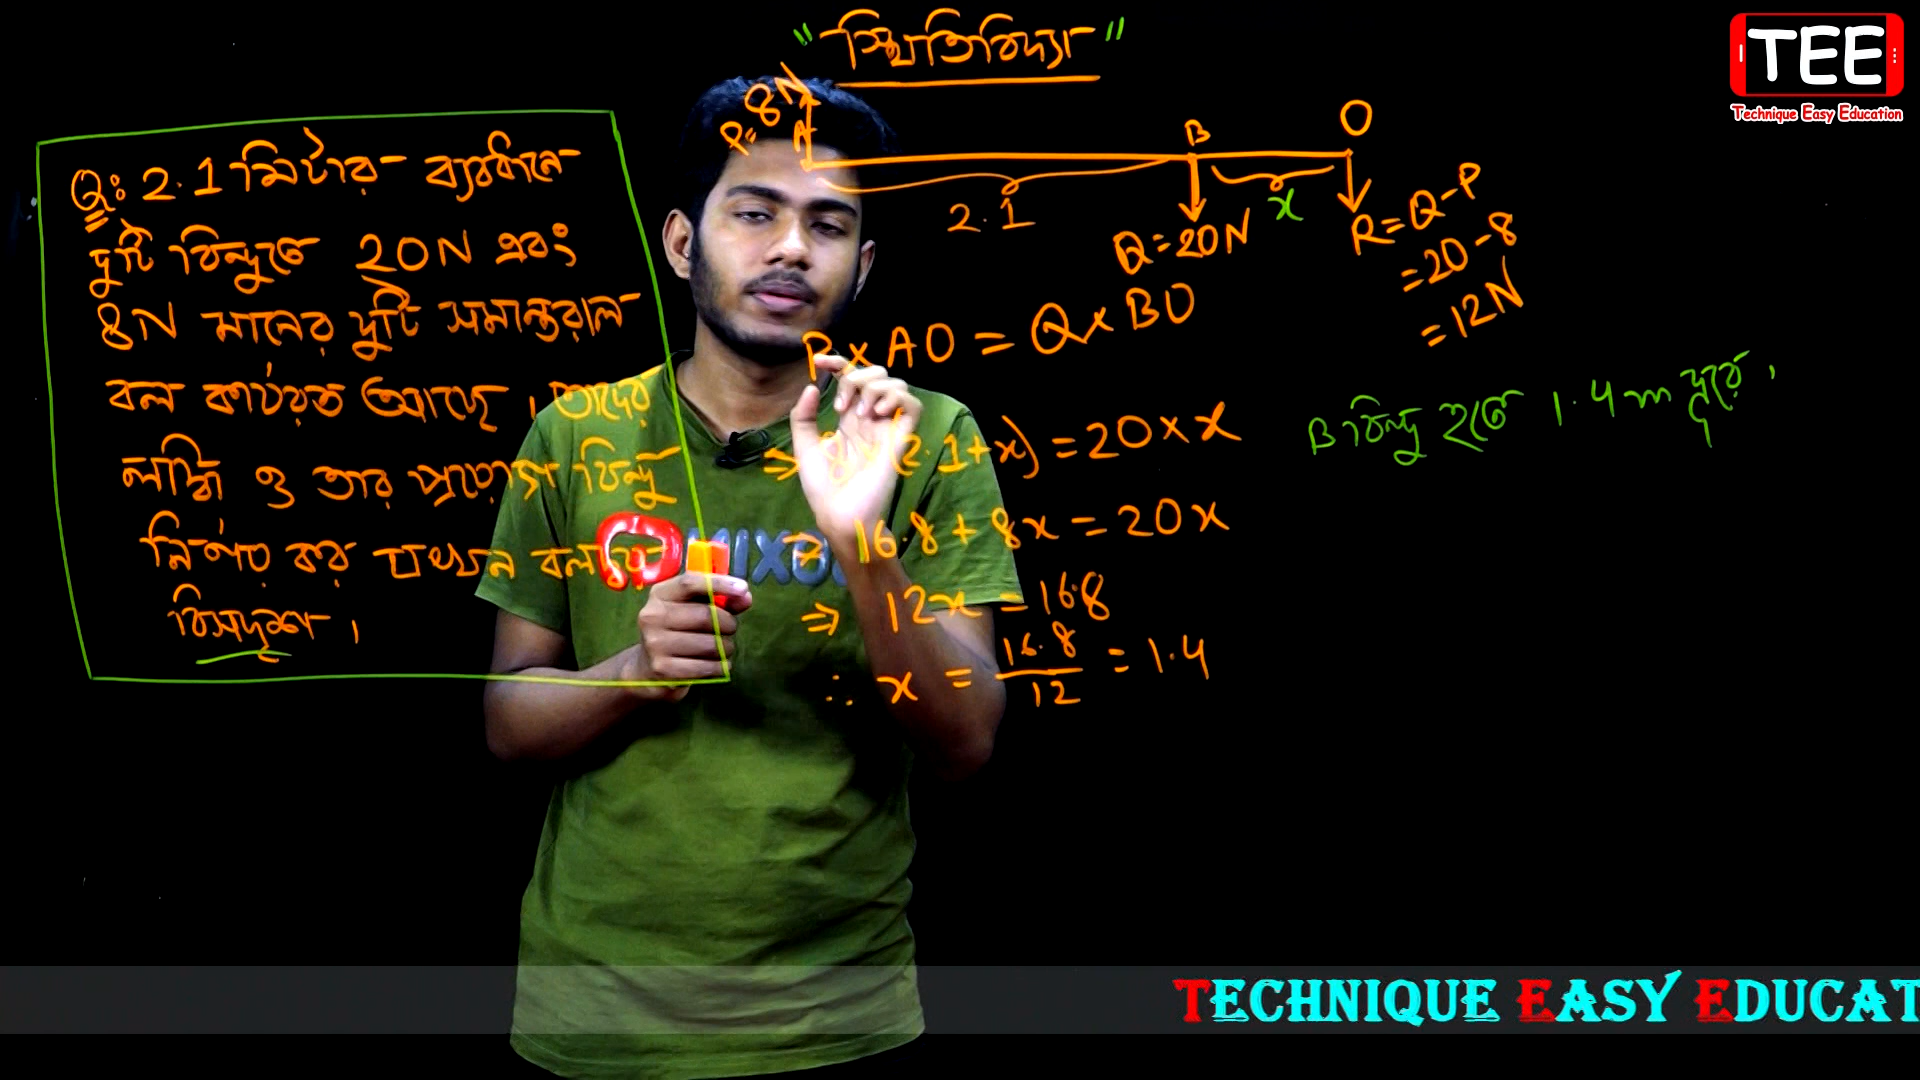 "স্থিতিবিদ্যা"
TEE
Technique Easy Education
Q: 2.1 মিটার ব্যবধানে
দুটি বিন্দুতে 20N এবং
8N মানের দুটি সমান্তরাল
বল কার্যরত আছে। তাদের
লব্ধি ও তার প্রয়োগ বিন্দু
নির্ণয় কর যখন বলদ্বয়
বিসদৃশ।
P=8N
A
B
O
2.1
x
Q=20N
R=Q-P
=20-8
=12N
P×AO = Q×BO
⇒ 8×(2.1+x) = 20×x
⇒ 16.8 + 8x = 20x
⇒ 12x = 16.8
∴ x = 16.8/12 = 1.4
B বিন্দু হতে 1.4m দূরে।
TECHNIQUE EASY EDUCAT